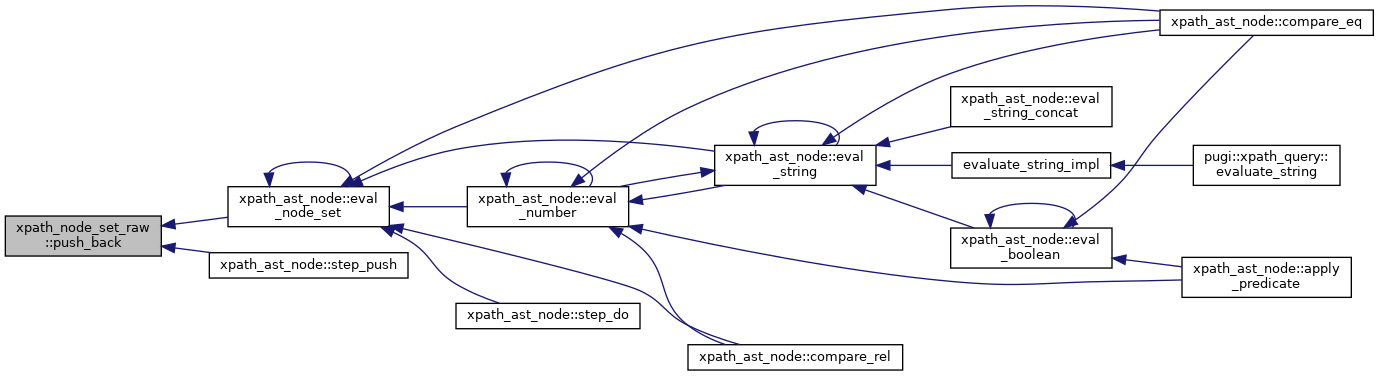 xpath_node_set_raw
::push_back
xpath_ast_node::eval
_node_set
xpath_ast_node::step_push
xpath_ast_node::eval
_number
xpath_ast_node::step_do
xpath_ast_node::eval
_string
xpath_ast_node::compare_rel
xpath_ast_node::eval
_string_concat
evaluate_string_impl
xpath_ast_node::eval
_boolean
xpath_ast_node::compare_eq
pugi::xpath_query::
evaluate_string
xpath_ast_node::apply
_predicate